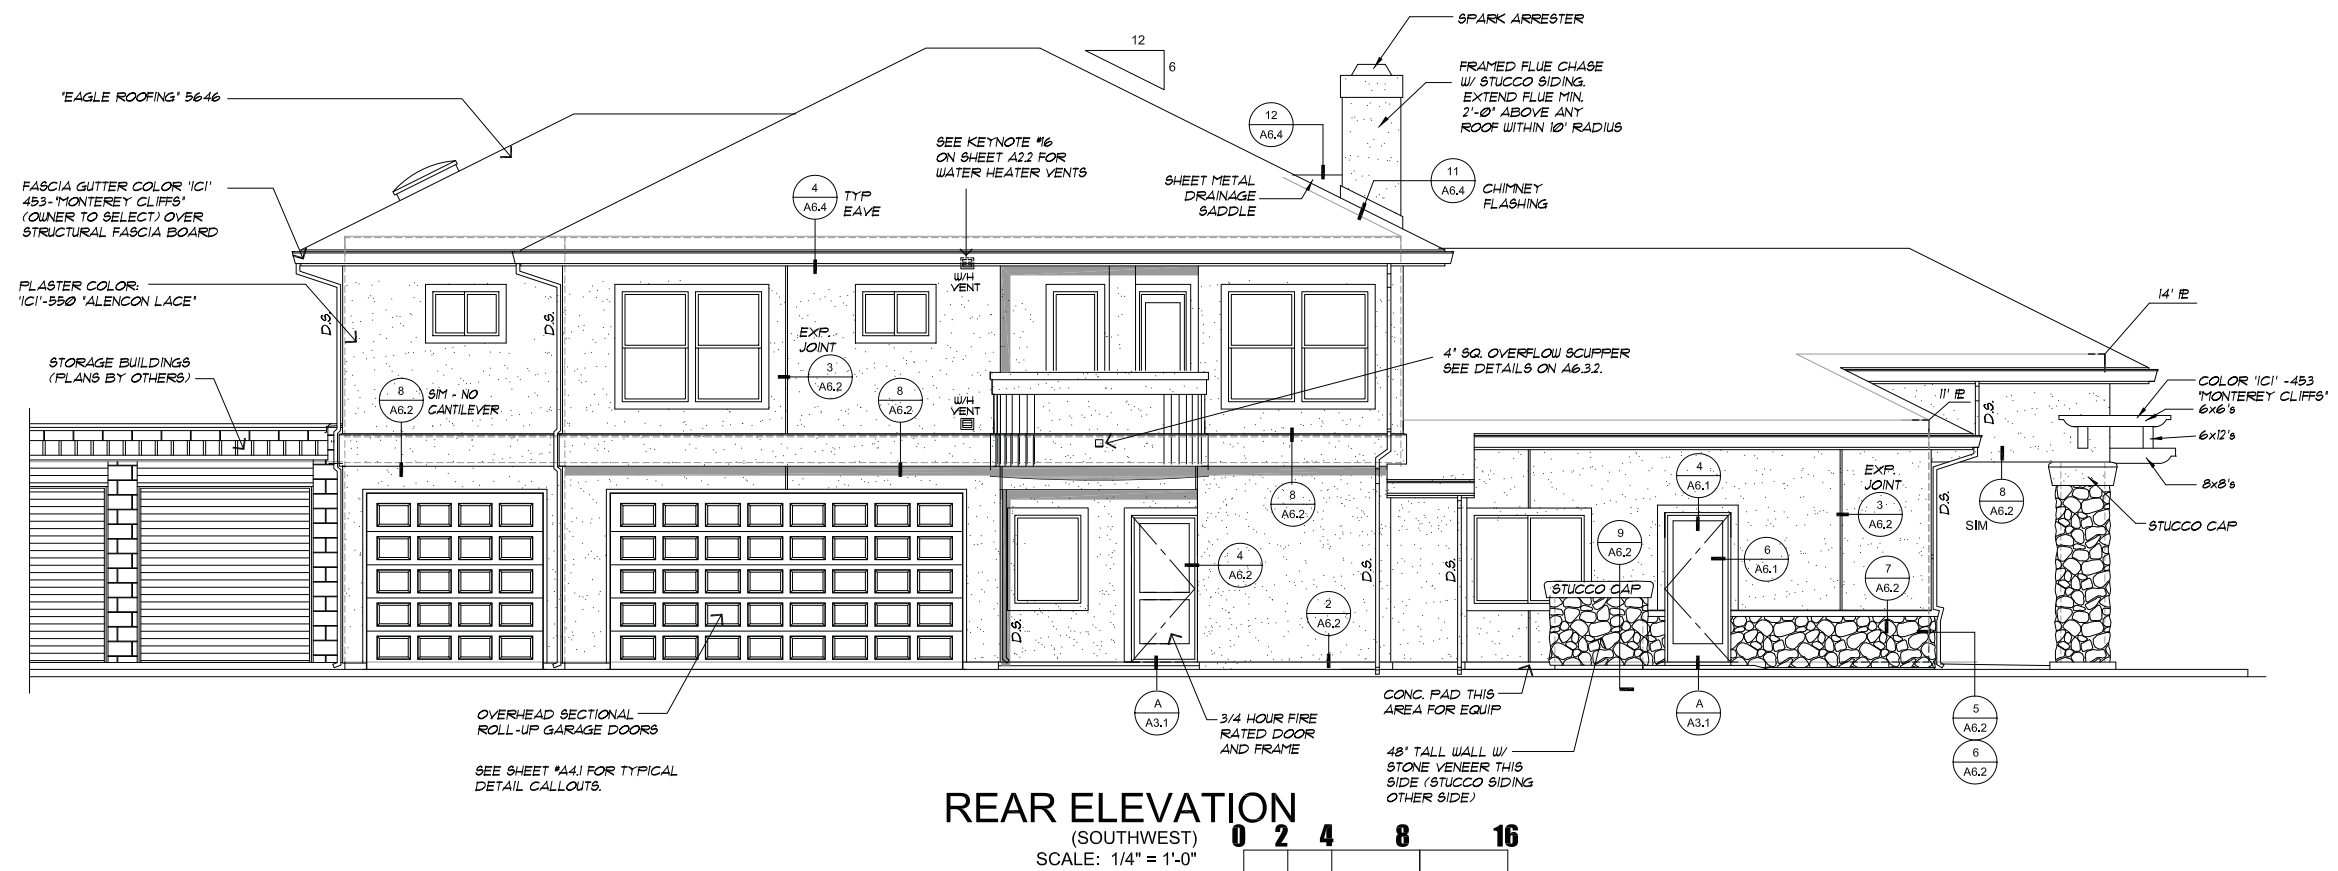 SPARK ARRESTER
12
6
FRAMED FLUE CHASE
W/ STUCCO SIDING.
EXTEND FLUE MIN.
2'-0" ABOVE ANY
ROOF WITHIN 10' RADIUS
"EAGLE ROOFING" 5646
12
A6.4
SEE KEYNOTE #16
ON SHEET A2.2 FOR
WATER HEATER VENTS
SHEET METAL
DRAINAGE
SADDLE
11
A6.4
CHIMNEY
FLASHING
FASCIA GUTTER COLOR 'ICI'
453-"MONTEREY CLIFFS"
(OWNER TO SELECT) OVER
STRUCTURAL FASCIA BOARD
4
A6.4
TYP
EAVE
PLASTER COLOR:
'ICI'-550 "ALENCON LACE"
W/H
VENT
14' PL
D.S.
D.S.
EXP.
JOINT
3
A6.2
STORAGE BUILDINGS
(PLANS BY OTHERS)
4" SQ. OVERFLOW SCUPPER
SEE DETAILS ON A6.3.2.
8
A6.2
SIM - NO
CANTILEVER
8
A6.2
W/H
VENT
11' PL
D.S.
COLOR 'ICI' -453
"MONTEREY CLIFFS"
6x6's
6x12's
8x8's
STUCCO CAP
8
A6.2
4
A6.1
EXP.
JOINT
3
A6.2
D.S.
SIM
8
A6.2
9
A6.2
6
A6.1
4
A6.2
D.S.
D.S.
7
A6.2
STUCCO CAP
2
A6.2
D.S.
OVERHEAD SECTIONAL
ROLL-UP GARAGE DOORS
SEE SHEET #A4.1 FOR TYPICAL
DETAIL CALLOUTS.
A
A3.1
3/4 HOUR FIRE
RATED DOOR
AND FRAME
CONC. PAD THIS
AREA FOR EQUIP
48" TALL WALL W/
STONE VENEER THIS
SIDE (STUCCO SIDING
OTHER SIDE)
A
A3.1
5
A6.2
6
A6.2
REAR ELEVATION
(SOUTHWEST)
SCALE: 1/4" = 1'-0"
0 2 4 8 16